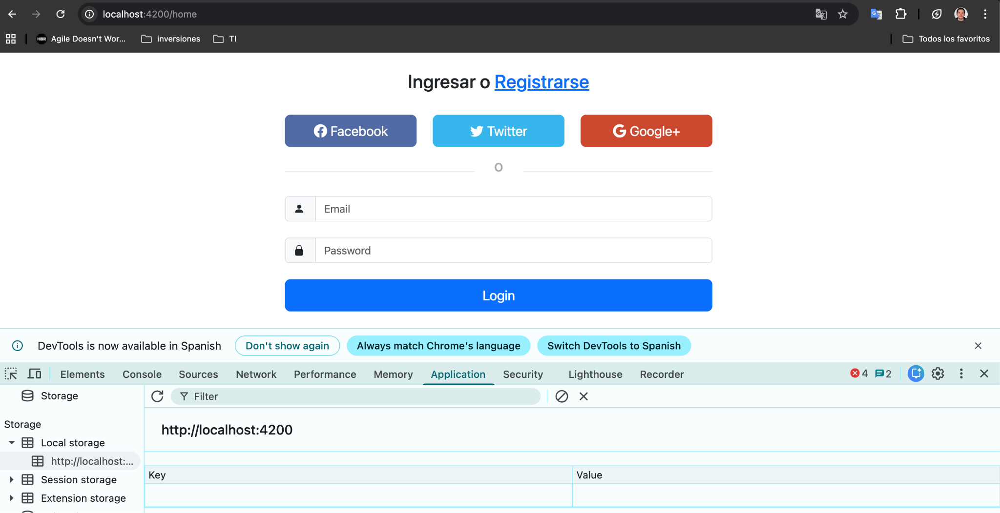 localhost:4200/home
HBR Agile Doesn't Wor... inversiones TI Todos los favoritos
Ingresar o Registrarse
Facebook Twitter Google+
O
Email
Password
Login
DevTools is now available in Spanish Don't show again Always match Chrome's language Switch DevTools to Spanish
Elements Console Sources Network Performance Memory Application Security Lighthouse Recorder 4 2
Storage Filter
Storage
http://localhost:4200
Local storage
http://localhost:...
Key Value
Session storage
Extension storage